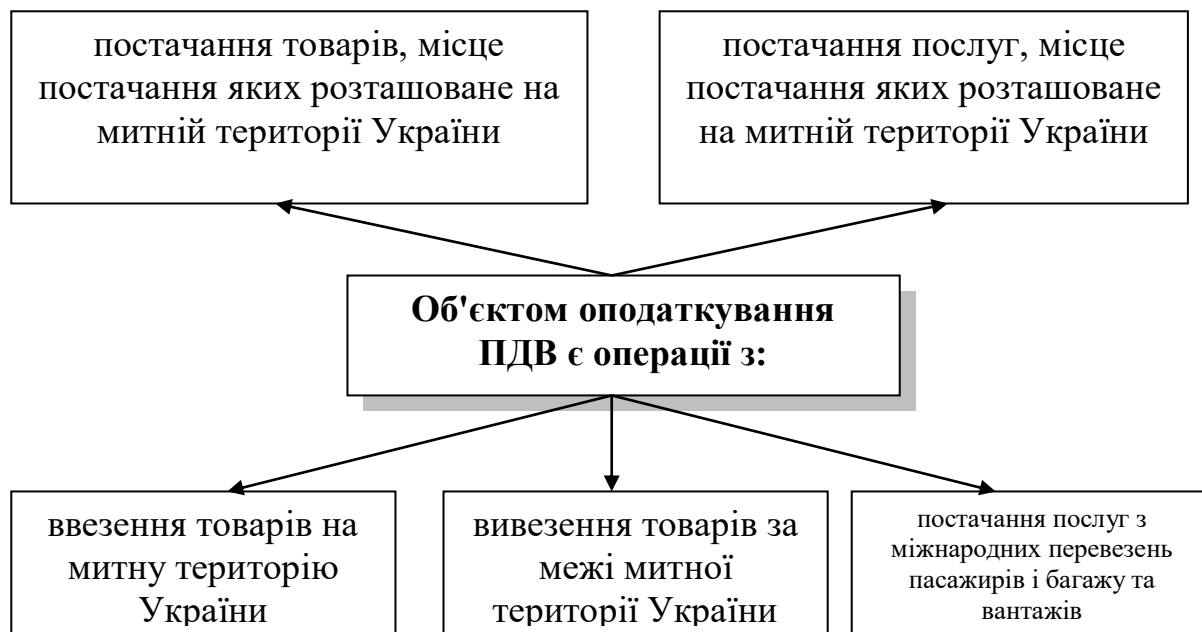 постачання товарів, місце
постачання яких розташоване на
митній території України
постачання послуг, місце
постачання яких розташоване
на митній території України
Об'єктом оподаткування
ПДВ є операції з:
ввезення товарів на
митну територію
України
вивезення товарів за
межі митної
території України
постачання послуг з
міжнародних перевезень
пасажирів і багажу та
вантажів